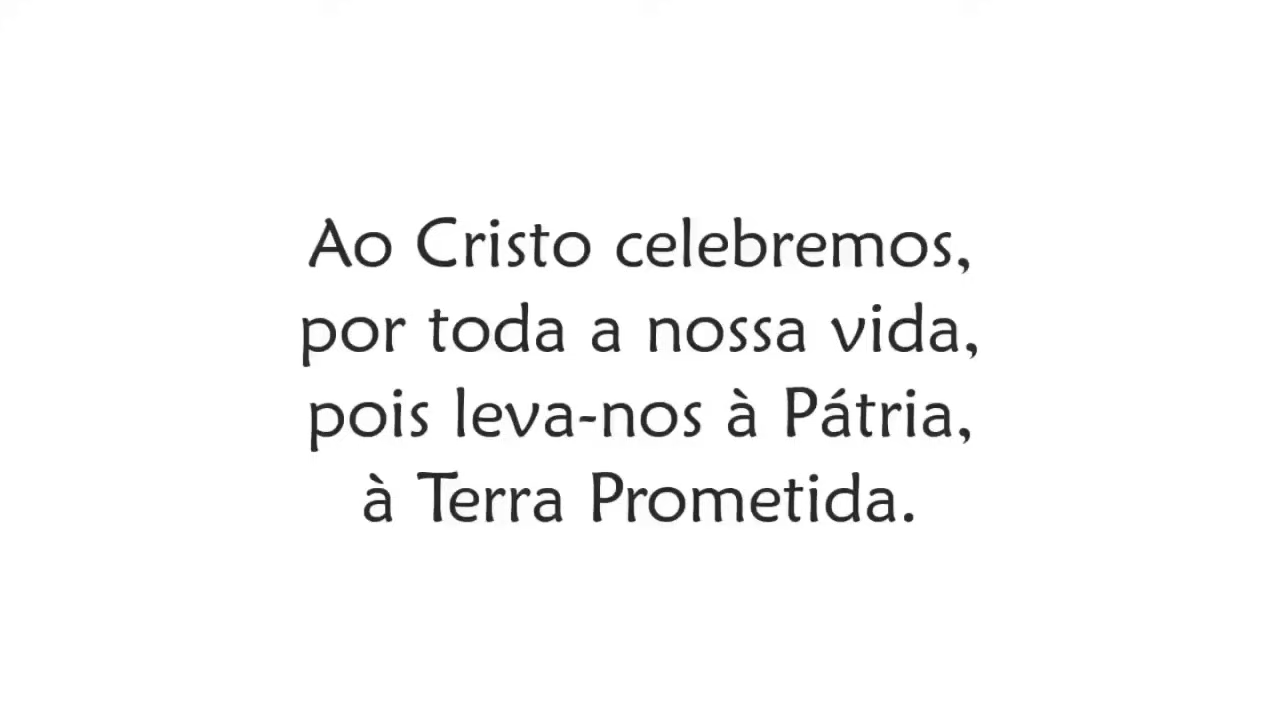 Ao Cristo celebremos,
por toda a nossa vida,
pois leva-nos à Pátria,
à Terra Prometida.